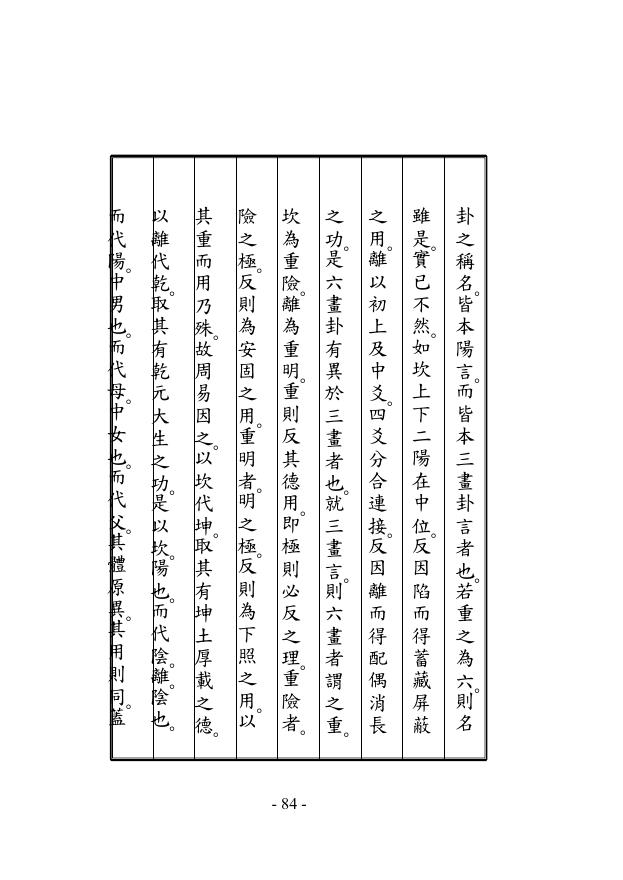 卦之稱名。皆本陽言。而皆本三畫卦言者也。若重之為六。則名
雖是。實已不然。如坎上下二陽在中位。反因陷而得蓄藏屏蔽
之用。離以初上及中爻。四爻分合連接。反因離而得配偶消長
之功。是六畫卦有異於三畫者也。就三畫言。則六畫者謂之重。
坎為重險。離為重明。重則反其德用。即極則必反之理。重險者。
險之極。反則為安固之用。重明者。明之極。反則為下照之用。以
其重而用乃殊。故周易因之。以坎代坤。取其有坤土厚載之德。
以離代乾。取其有乾元大生之功。是以坎。陽也。而代陰。離。陰也。
而代陽。中男也。而代母。中女也。而代父。其體原異。其用則同。蓋
- 84 -